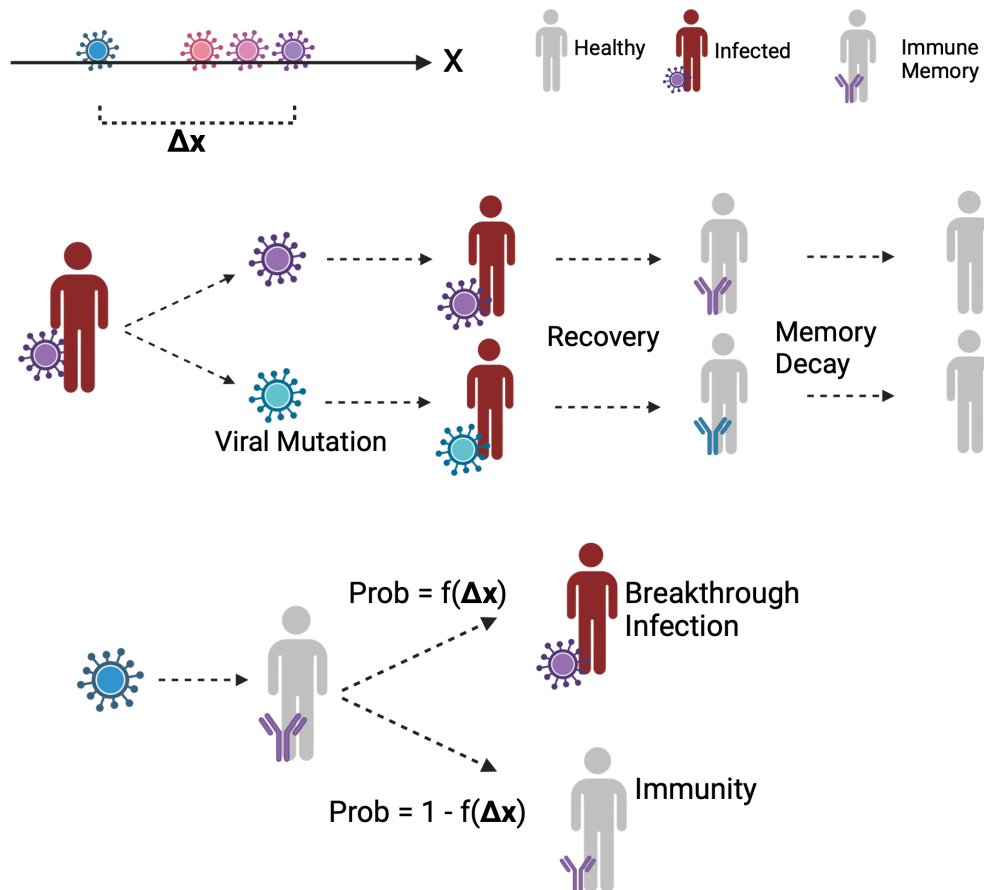 X
Δx
Healthy
Infected
Immune
Memory
Recovery
Memory
Decay
Viral Mutation
Prob = f(Δx)
Breakthrough
Infection
Prob = 1 - f(Δx)
Immunity